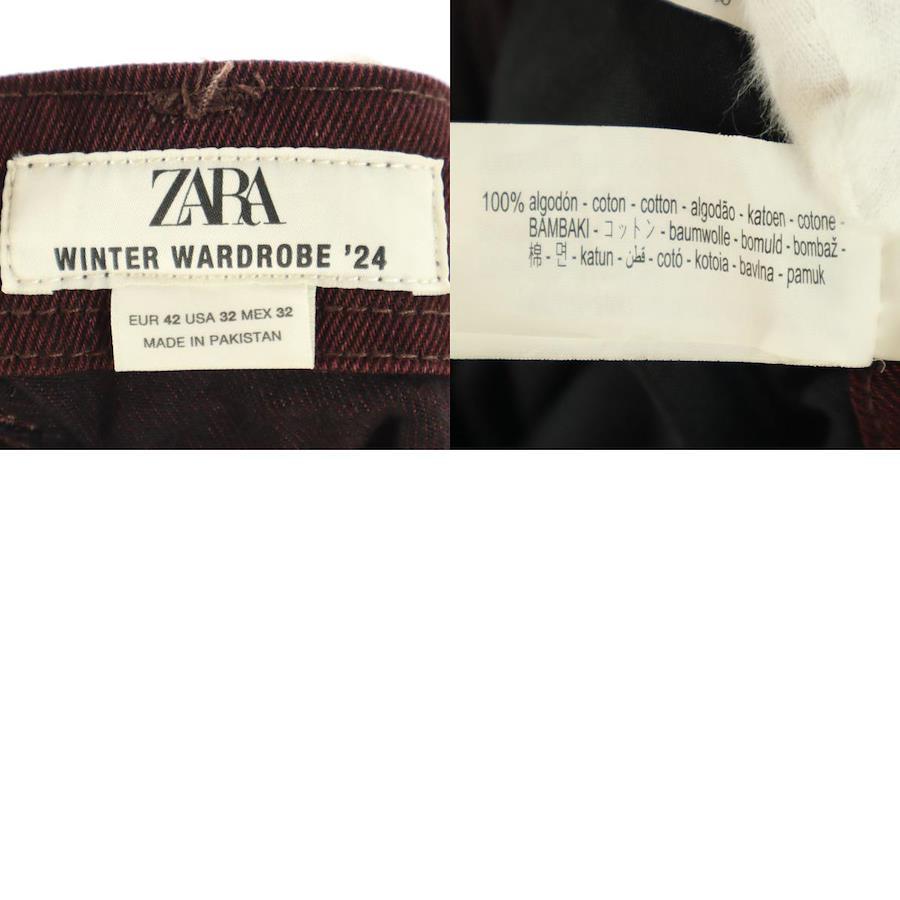 ZARA
WINTER WARDROBE '24
EUR 42 USA 32 MEX 32
MADE IN PAKISTAN
100% algodón - coton - cotton - algodão - katoen - cotone -
BAMBAKI - コットン - baumwolle - bomuld - bombaž -
棉 - 면 - katun - قطن - cotó - kotoia - bavlna - pamuk